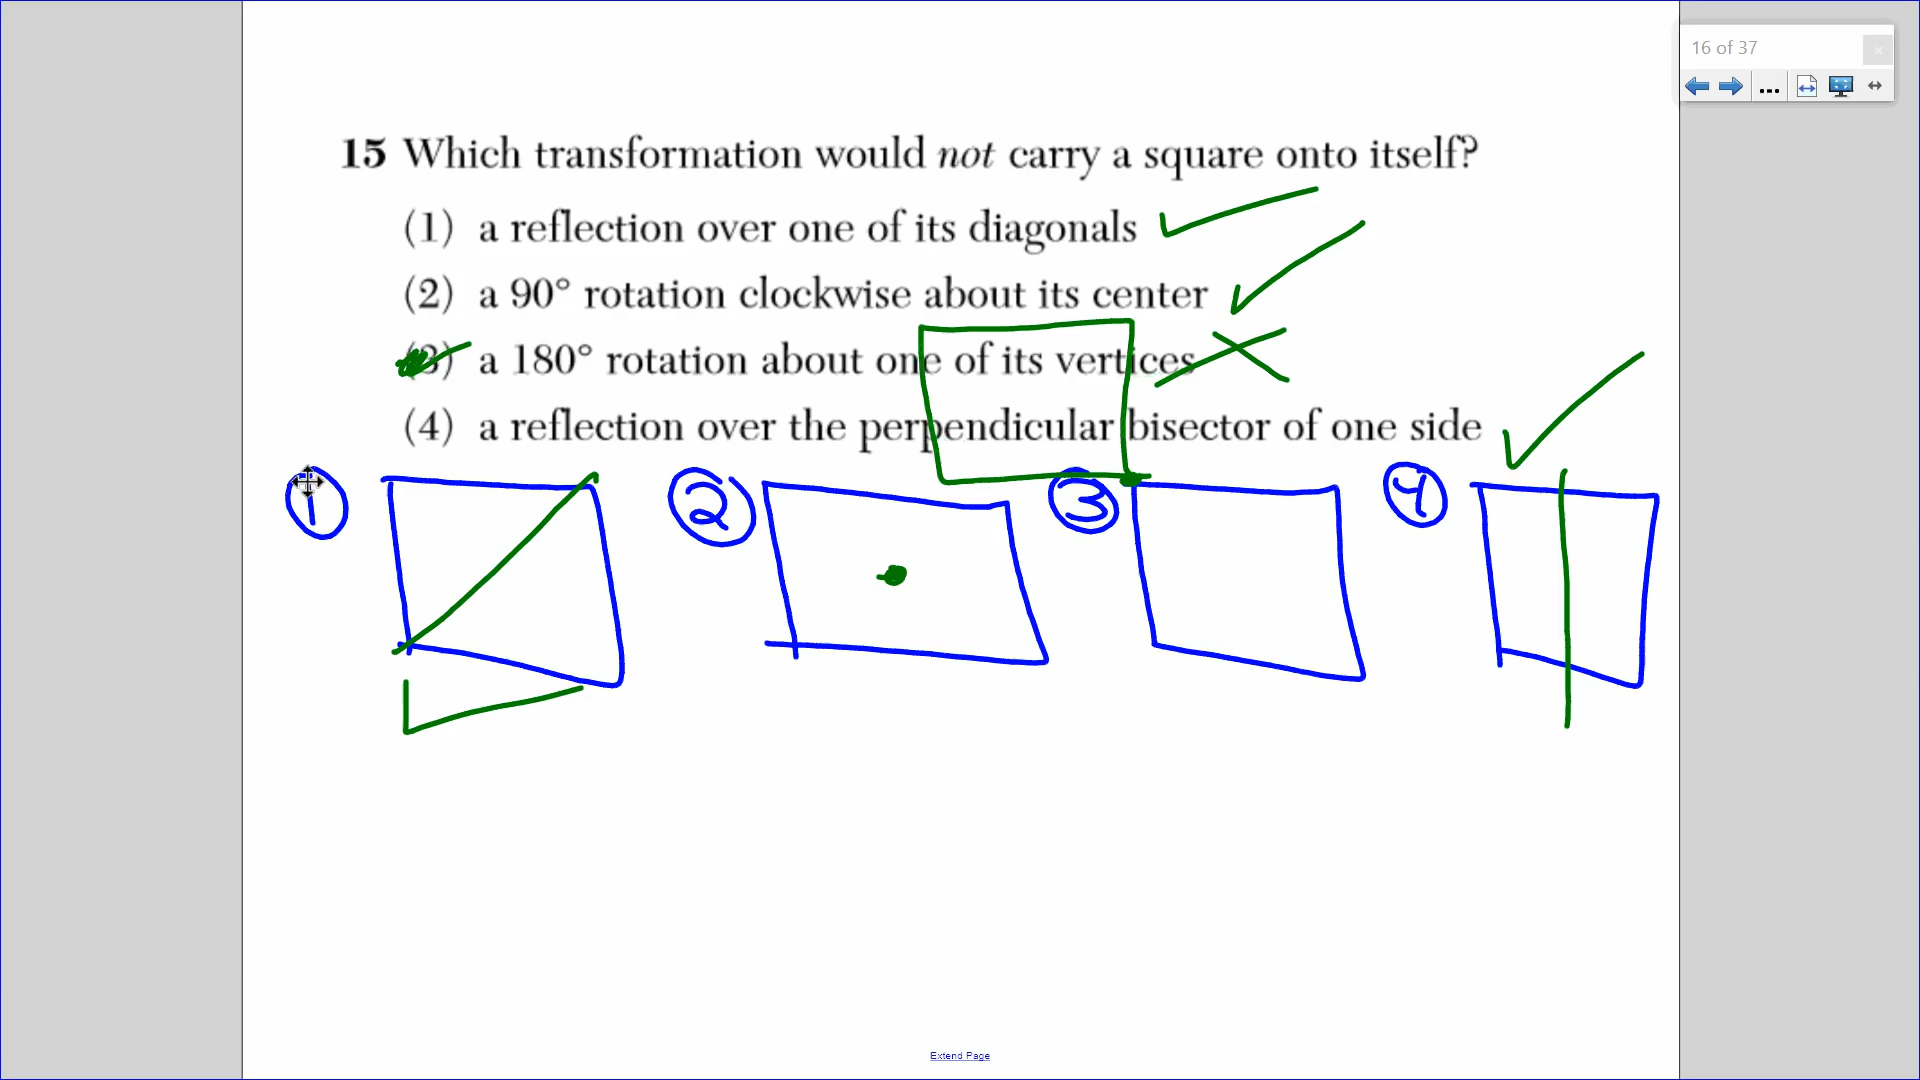 16 of 37
15 Which transformation would not carry a square onto itself?
(1) a reflection over one of its diagonals
(2) a 90° rotation clockwise about its center
(3) a 180° rotation about one of its vertices
(4) a reflection over the perpendicular bisector of one side
1 2 3 4
Extend Page